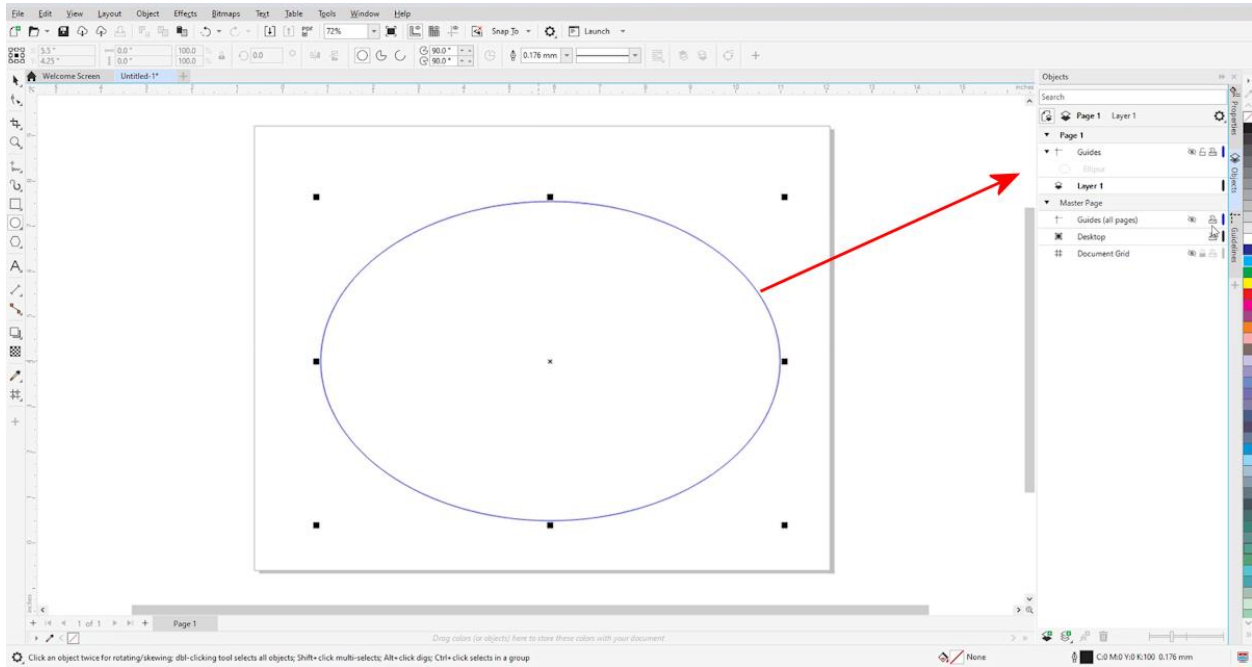 File Edit View Layout Object Effects Bitmaps Text Table Tools Window Help
72% Snap To Launch
5.5 " 0.0 " 100.0 0.0 90.0 ° 0.176 mm
4.25 " 0.0 " 100.0 90.0 °
Welcome Screen Untitled-1*
inches
Objects
Search
Page 1 Layer 1
Page 1
Guides
Ellipse
Layer 1
Master Page
Guides (all pages)
Desktop
Document Grid
Properties
Objects
Guidelines
inches
1 of 1 Page 1
Drag colors (or objects) here to store these colors with your document
Click an object twice for rotating/skewing; dbl-clicking tool selects all objects; Shift+click multi-selects; Alt+click digs; Ctrl+click selects in a group
None C:0 M:0 Y:0 K:100 0.176 mm